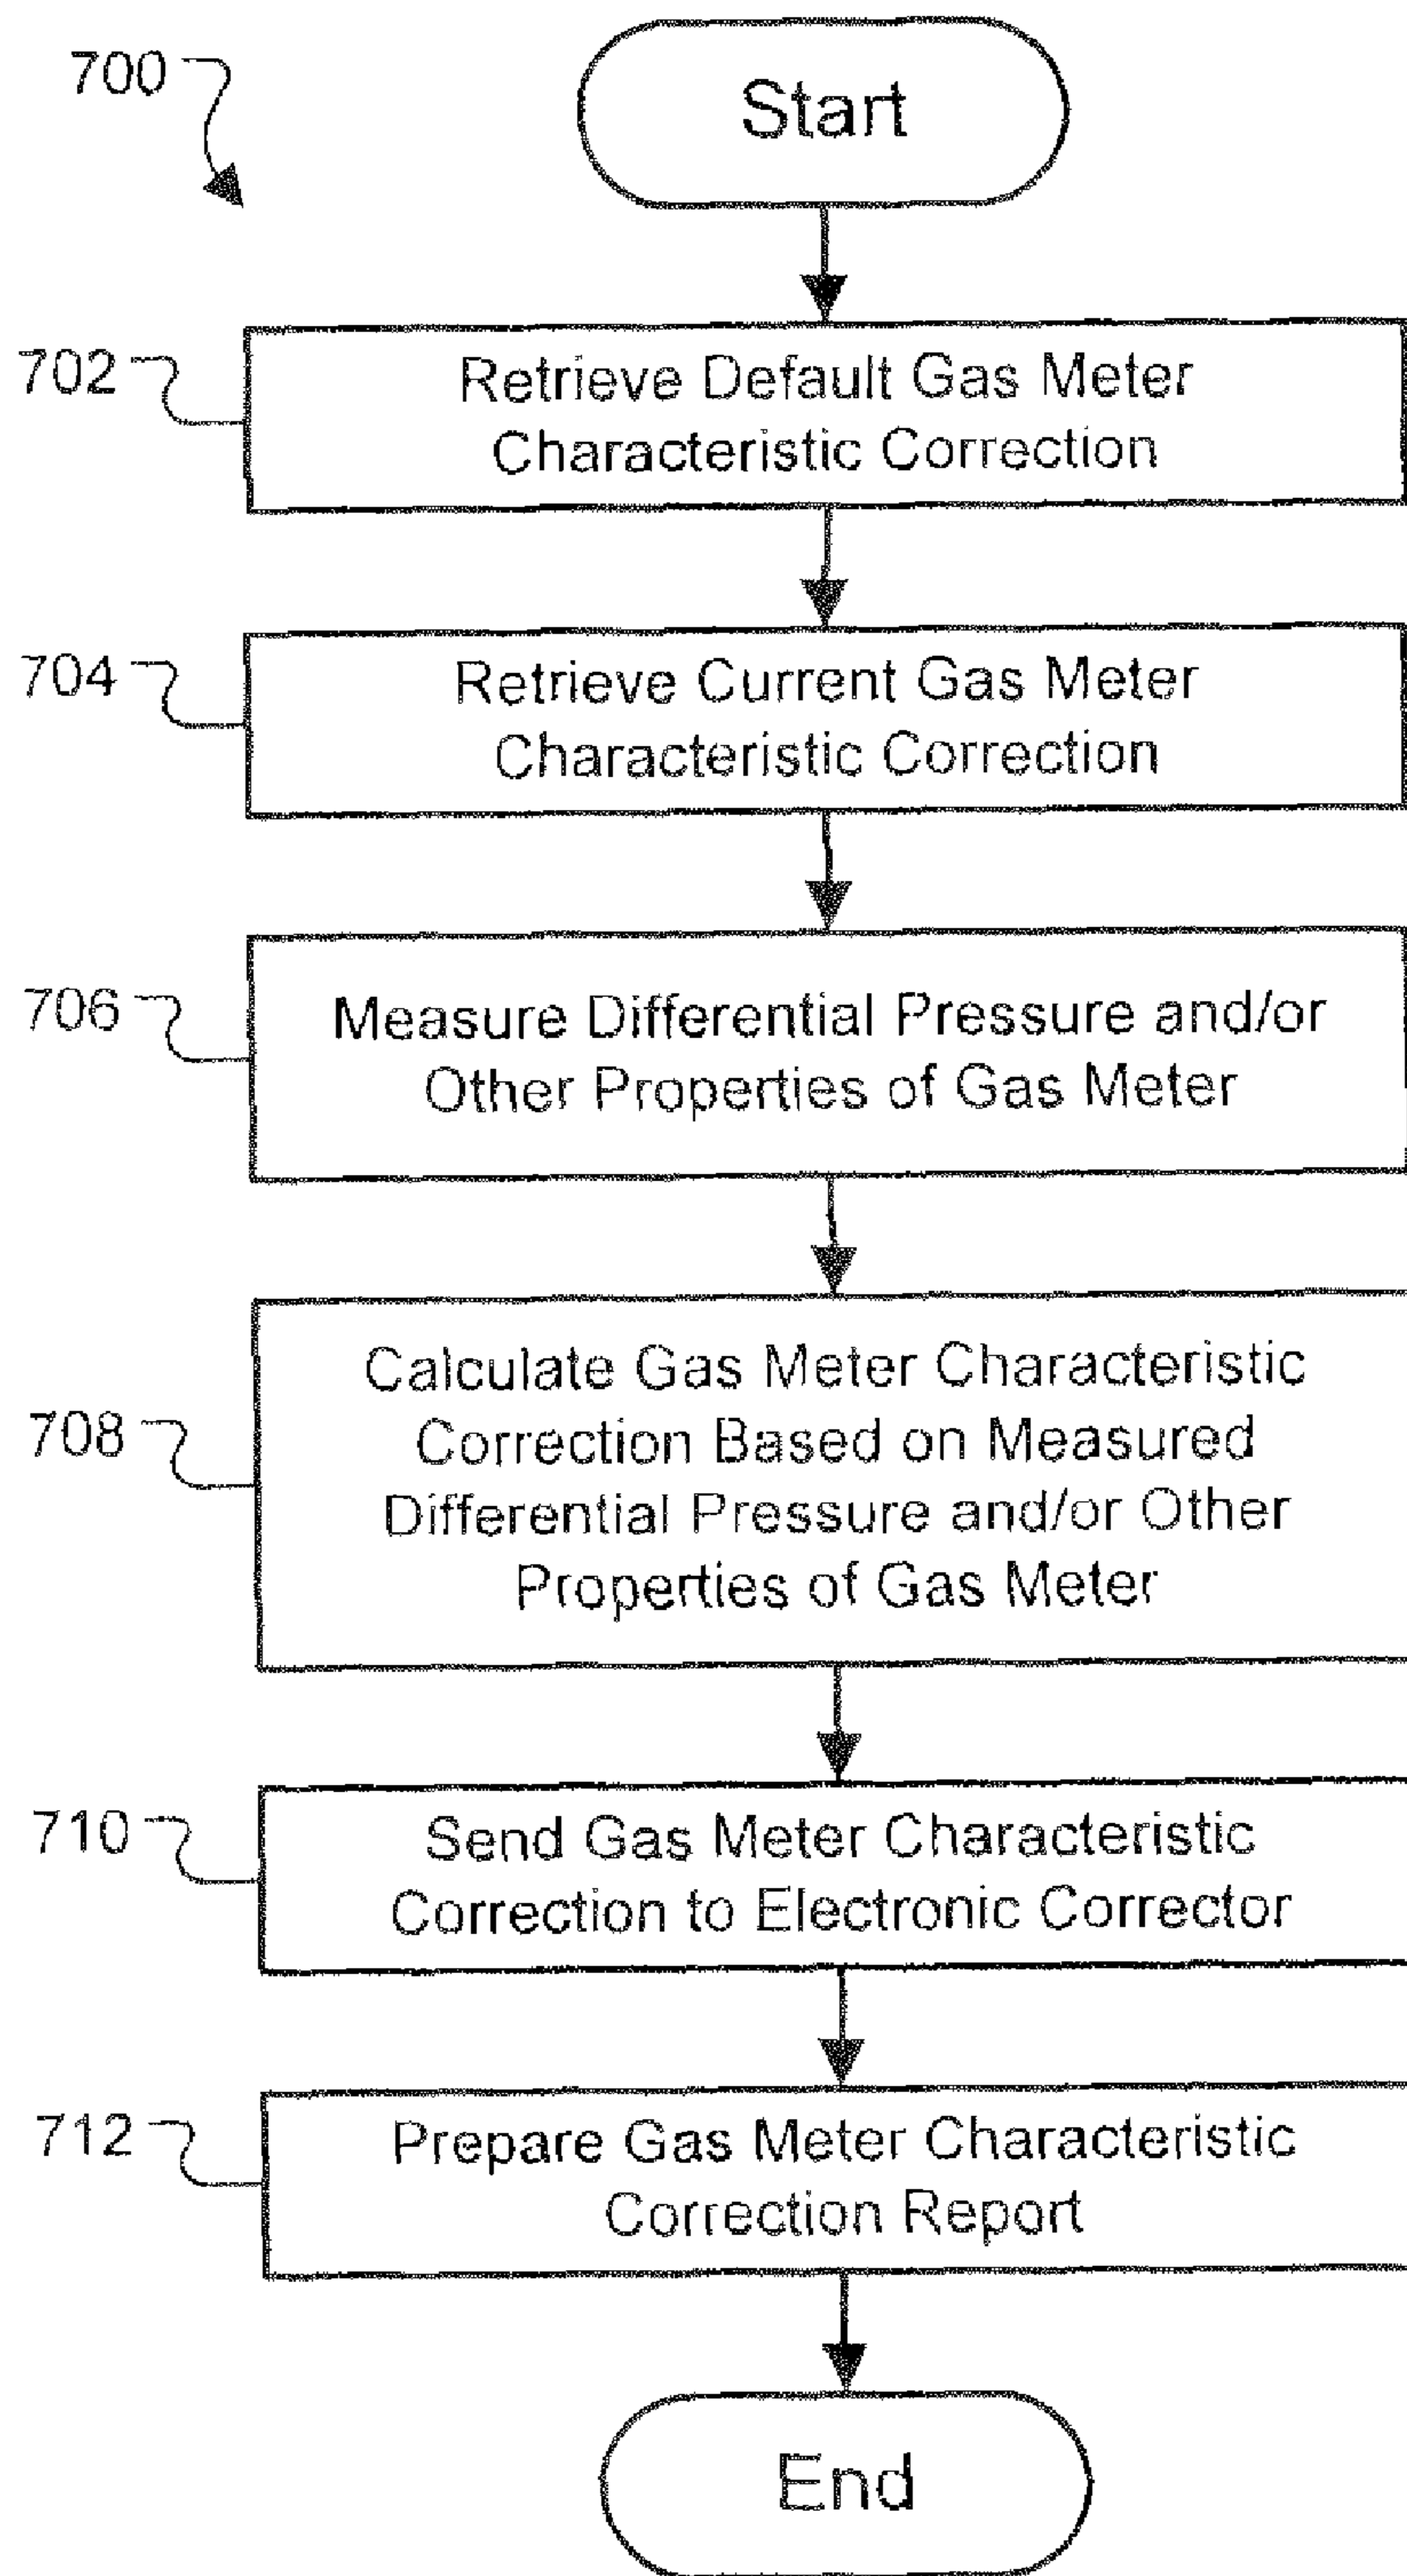 700
Start
702
Retrieve Default Gas Meter
Characteristic Correction
704
Retrieve Current Gas Meter
Characteristic Correction
706
Measure Differential Pressure and/or
Other Properties of Gas Meter
708
Calculate Gas Meter Characteristic
Correction Based on Measured
Differential Pressure and/or Other
Properties of Gas Meter
710
Send Gas Meter Characteristic
Correction to Electronic Corrector
712
Prepare Gas Meter Characteristic
Correction Report
End